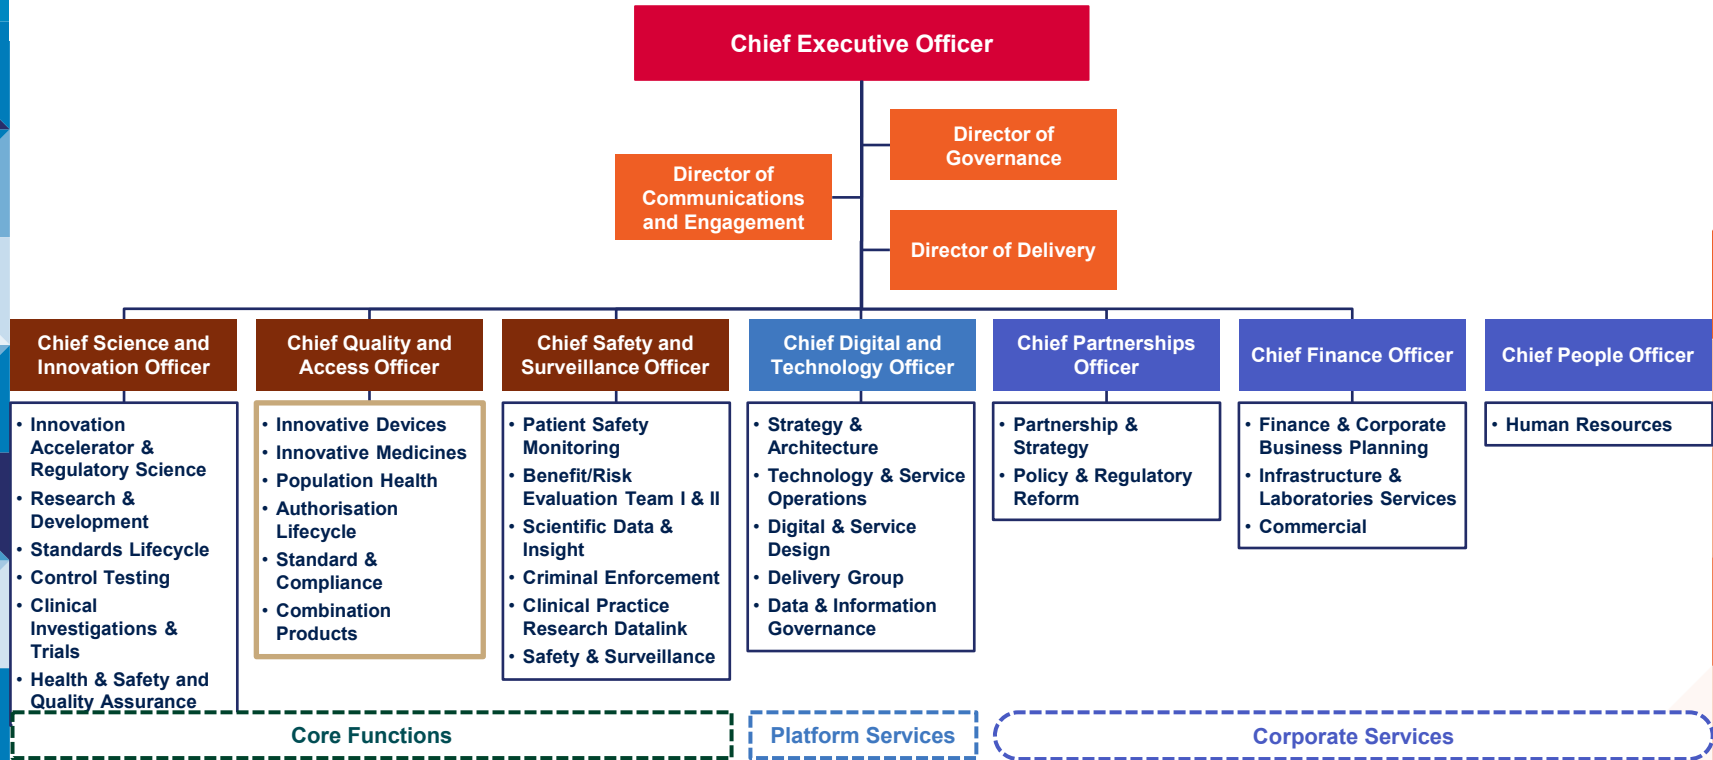 Chief Executive Officer
Director of
Governance
Director of
Communications
and Engagement
Director of Delivery
Chief Science and
Innovation Officer
Chief Quality and
Access Officer
Chief Safety and
Surveillance Officer
Chief Digital and
Technology Officer
Chief Partnerships
Officer
Chief Finance Officer
Chief People Officer
• Innovation
Accelerator &
Regulatory Science
• Research &
Development
• Standards Lifecycle
• Control Testing
• Clinical
Investigations &
Trials
• Health & Safety and
Quality Assurance
• Innovative Devices
• Innovative Medicines
• Population Health
• Authorisation
Lifecycle
• Standard &
Compliance
• Combination
Products
• Patient Safety
Monitoring
• Benefit/Risk
Evaluation Team I & II
• Scientific Data &
Insight
• Criminal Enforcement
• Clinical Practice
Research Datalink
• Safety & Surveillance
• Strategy &
Architecture
• Technology & Service
Operations
• Digital & Service
Design
• Delivery Group
• Data & Information
Governance
• Partnership &
Strategy
• Policy & Regulatory
Reform
• Finance & Corporate
Business Planning
• Infrastructure &
Laboratories Services
• Commercial
• Human Resources
Core Functions
Platform Services
Corporate Services